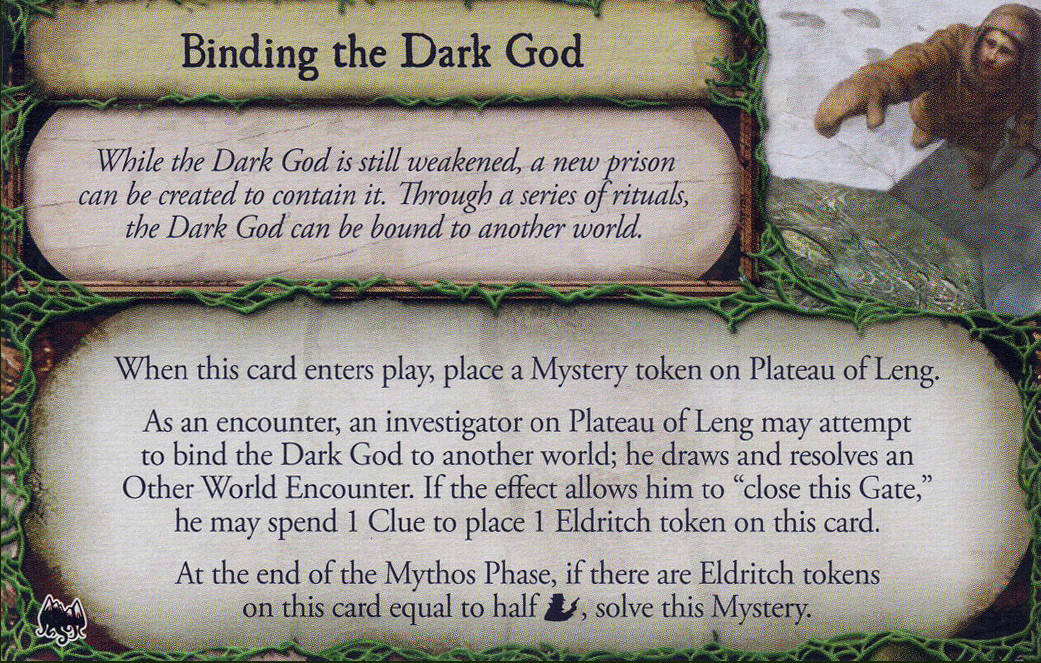 Binding the Dark God
While the Dark God is still weakened, a new prison
can be created to contain it. Through a series of rituals,
the Dark God can be bound to another world.
When this card enters play, place a Mystery token on Plateau of Leng.
As an encounter, an investigator on Plateau of Leng may attempt
to bind the Dark God to another world; he draws and resolves an
Other World Encounter. If the effect allows him to “close this Gate,”
he may spend 1 Clue to place 1 Eldritch token on this card.
At the end of the Mythos Phase, if there are Eldritch tokens
on this card equal to half , solve this Mystery.